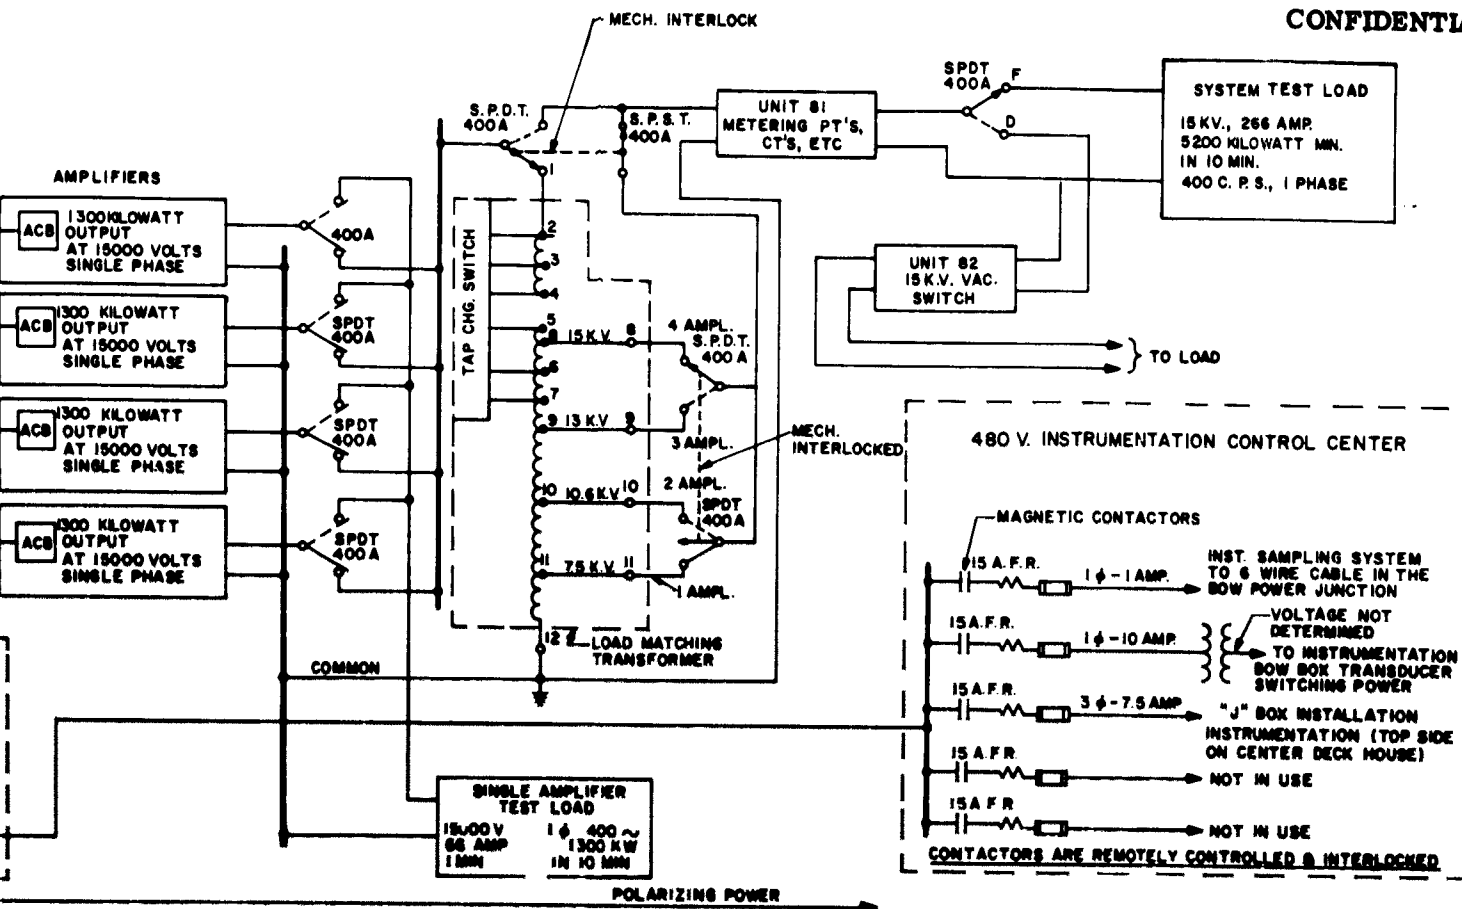 CONFIDENTIA
MECH. INTERLOCK
S.P.D.T.
400A
1
S.P.S.T.
400A
UNIT 81
METERING PT'S,
CT'S, ETC
SPDT
400A
F
D
SYSTEM TEST LOAD
15 KV., 266 AMP.
5200 KILOWATT MIN.
IN 10 MIN.
400 C. P. S., 1 PHASE
UNIT 82
15 K.V. VAC.
SWITCH
TO LOAD
AMPLIFIERS
ACB
1300 KILOWATT
OUTPUT
AT 15000 VOLTS
SINGLE PHASE
400A
ACB
1300 KILOWATT
OUTPUT
AT 15000 VOLTS
SINGLE PHASE
SPDT
400A
ACB
1300 KILOWATT
OUTPUT
AT 15000 VOLTS
SINGLE PHASE
SPDT
400A
ACB
1300 KILOWATT
OUTPUT
AT 15000 VOLTS
SINGLE PHASE
SPDT
400A
TAP CHG. SWITCH
2
3
4
5
8 15 K.V. 8
6
7
9 13 K.V 9
10 10.6 K.V 10
11 7.5 K.V. 11
12
4 AMPL.
S.P.D.T.
400 A
3 AMPL.
MECH.
INTERLOCKED
2 AMPL.
SPDT
400A
1 AMPL.
LOAD MATCHING
TRANSFORMER
COMMON
SINGLE AMPLIFIER
TEST LOAD
15000 V 1 ϕ 400 ~
66 AMP 1300 KW
1 MIN IN 10 MIN
POLARIZING POWER
480 V. INSTRUMENTATION CONTROL CENTER
MAGNETIC CONTACTORS
15 A.F.R. 1 ϕ - 1 AMP.
INST. SAMPLING SYSTEM
TO 6 WIRE CABLE IN THE
BOW POWER JUNCTION
15 A.F.R. 1 ϕ - 10 AMP.
VOLTAGE NOT
DETERMINED
TO INSTRUMENTATION
BOW BOX TRANSDUCER
SWITCHING POWER
15 A.F.R. 3 ϕ - 7.5 AMP
"J" BOX INSTALLATION
INSTRUMENTATION (TOP SIDE
ON CENTER DECK HOUSE)
15 A.F.R.
NOT IN USE
15 A F R
NOT IN USE
CONTACTORS ARE REMOTELY CONTROLLED & INTERLOCKED